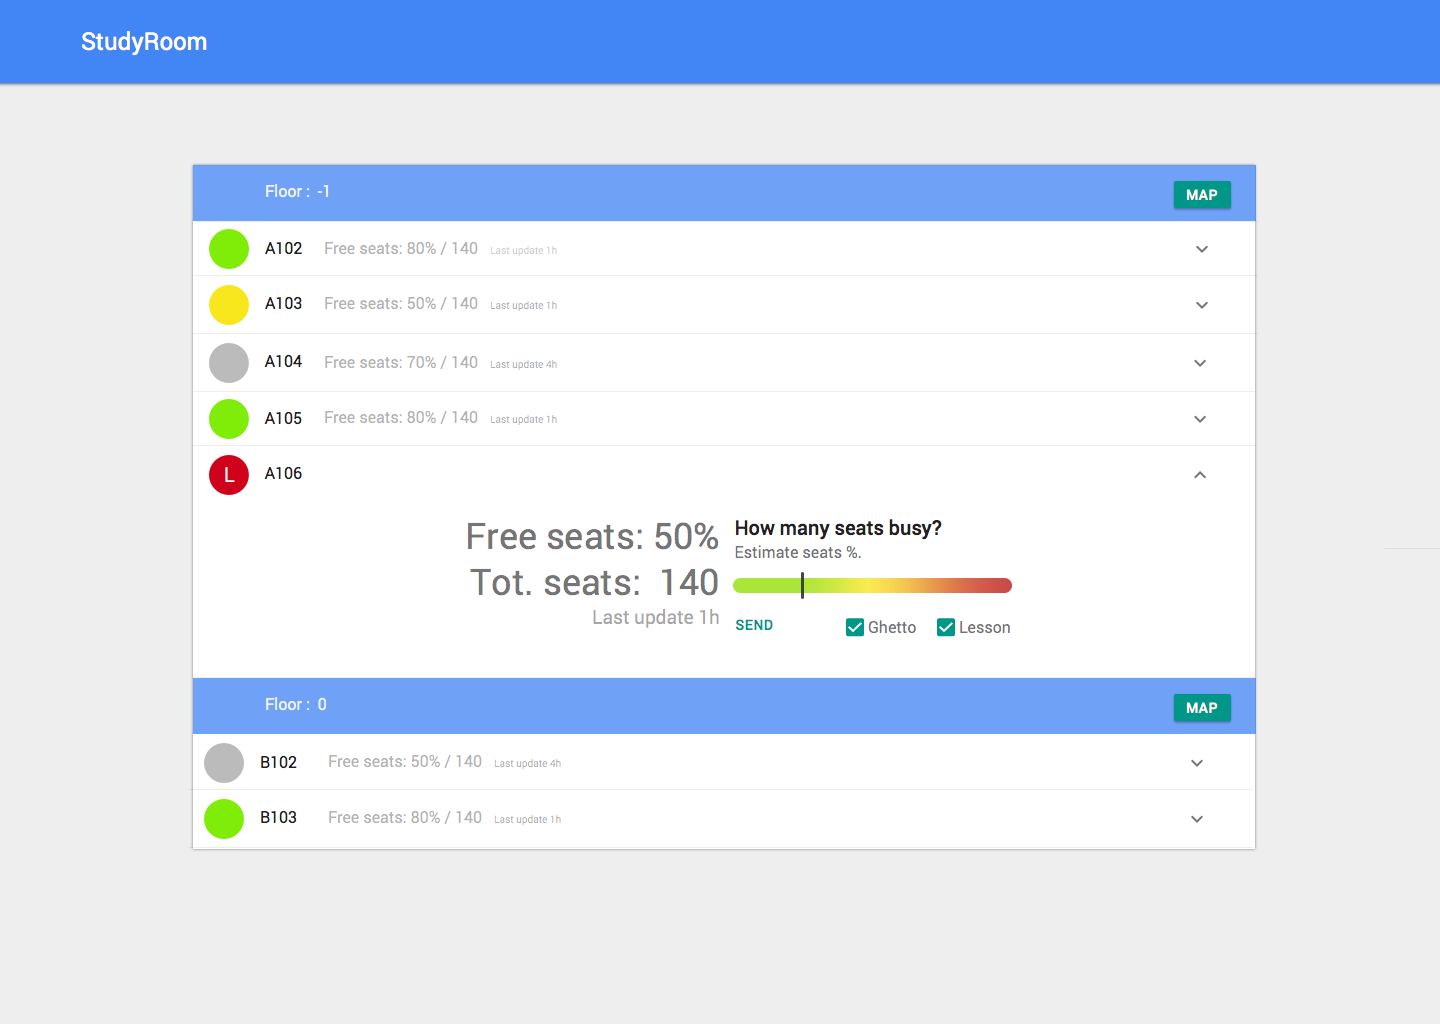 StudyRoom
Floor : -1
MAP
A102 Free seats: 80% / 140 Last update 1h
A103 Free seats: 50% / 140 Last update 1h
A104 Free seats: 70% / 140 Last update 4h
A105 Free seats: 80% / 140 Last update 1h
L A106
Free seats: 50%
Tot. seats: 140
Last update 1h
How many seats busy?
Estimate seats %.
SEND Ghetto Lesson
Floor : 0
MAP
B102 Free seats: 50% / 140 Last update 4h
B103 Free seats: 80% / 140 Last update 1h